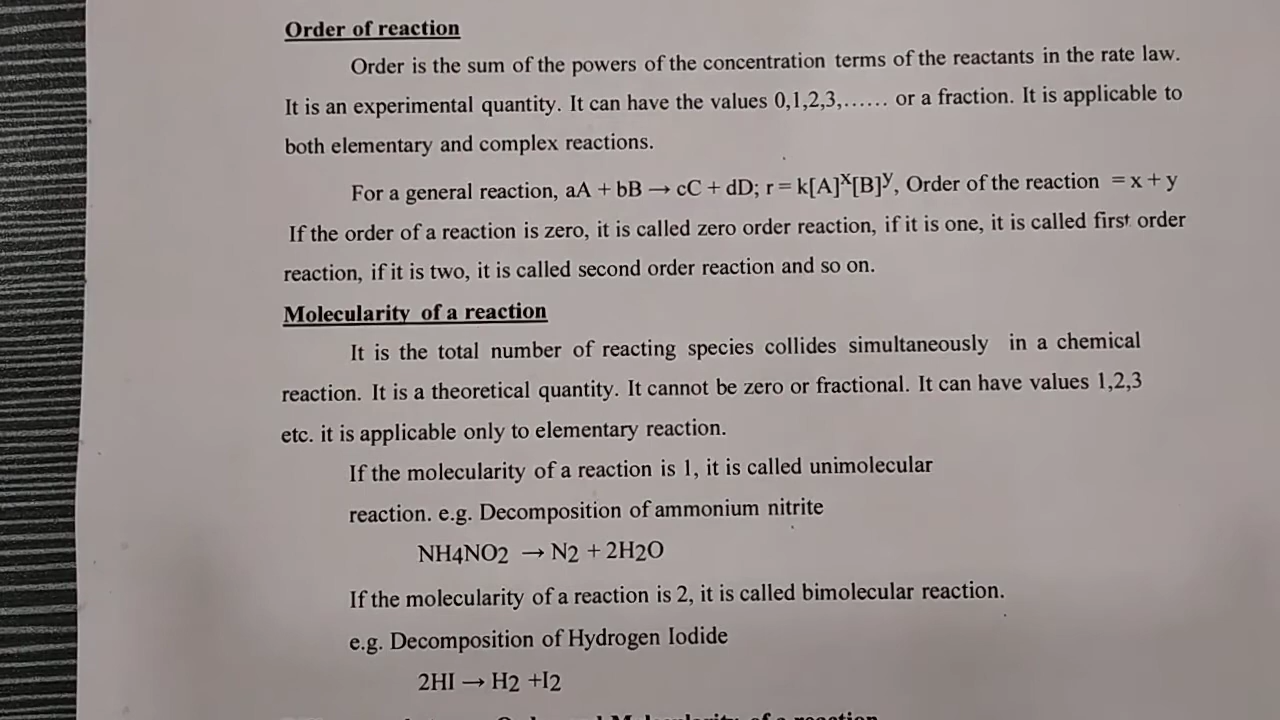 Order of reaction
Order is the sum of the powers of the concentration terms of the reactants in the rate law.
It is an experimental quantity. It can have the values 0,1,2,3,...... or a fraction. It is applicable to
both elementary and complex reactions.
For a general reaction, aA + bB → cC + dD; r = k[A]ˣ[B]ʸ, Order of the reaction = x + y
If the order of a reaction is zero, it is called zero order reaction, if it is one, it is called first order
reaction, if it is two, it is called second order reaction and so on.
Molecularity of a reaction
It is the total number of reacting species collides simultaneously in a chemical
reaction. It is a theoretical quantity. It cannot be zero or fractional. It can have values 1,2,3
etc. it is applicable only to elementary reaction.
If the molecularity of a reaction is 1, it is called unimolecular
reaction. e.g. Decomposition of ammonium nitrite
NH4NO2 → N2 + 2H2O
If the molecularity of a reaction is 2, it is called bimolecular reaction.
e.g. Decomposition of Hydrogen Iodide
2HI → H2 +I2
Molecularity of a reaction